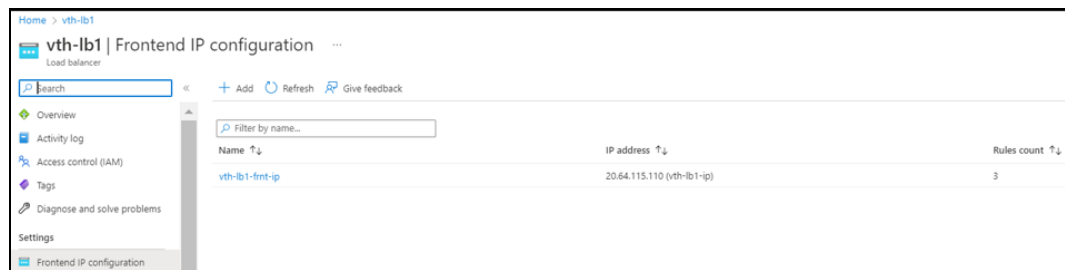 Home > vth-lb1
vth-lb1 | Frontend IP configuration ...
Load balancer
Search «
+ Add Refresh Give feedback
Overview
Activity log
Access control (IAM)
Tags
Diagnose and solve problems
Settings
Frontend IP configuration
Filter by name...
Name ↑↓ IP address ↑↓ Rules count ↑↓
vth-lb1-frnt-ip 20.64.115.110 (vth-lb1-ip) 3